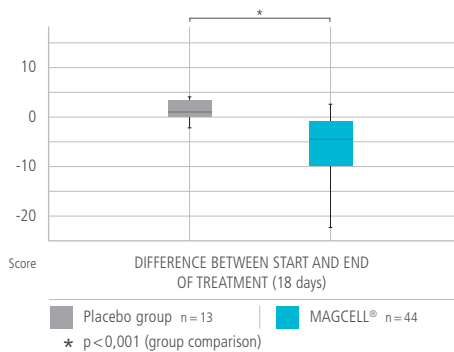 *
10
0
-10
-20
Score
DIFFERENCE BETWEEN START AND END
OF TREATMENT (18 days)
Placebo group n=13
MAGCELL® n=44
* p<0,001 (group comparison)